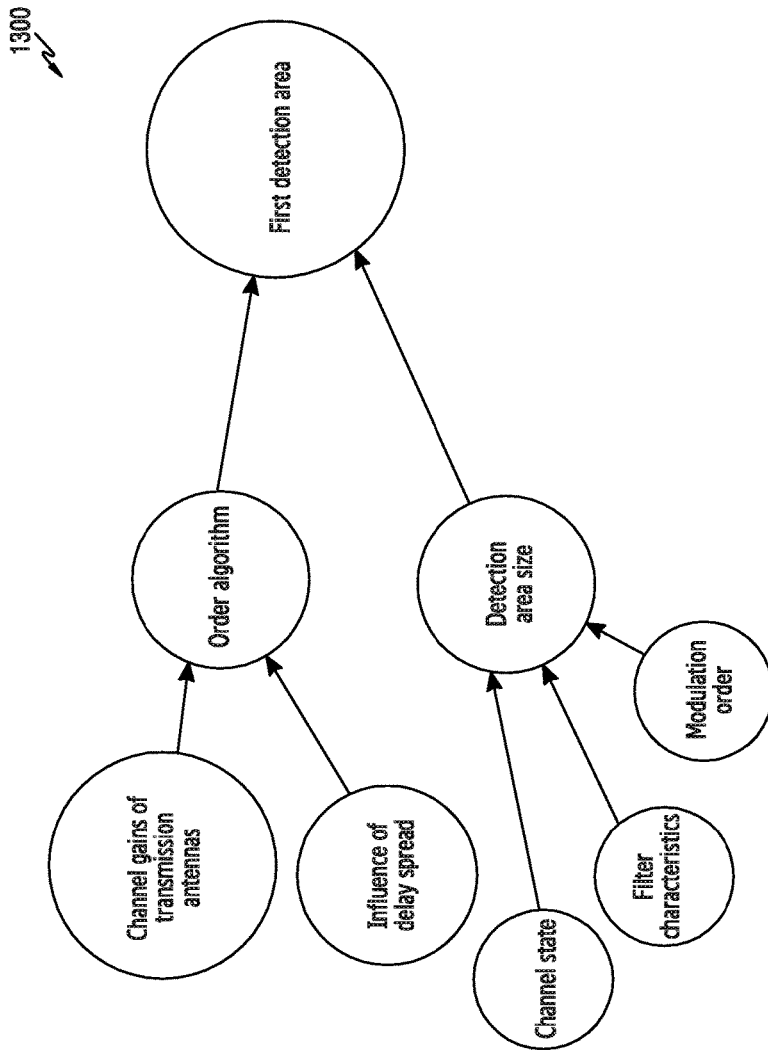 1300
Channel gains of
transmission
antennas
Order algorithm
First detection area
Influence of
delay spread
Detection
area size
Channel state
Filter
characteristics
Modulation
order